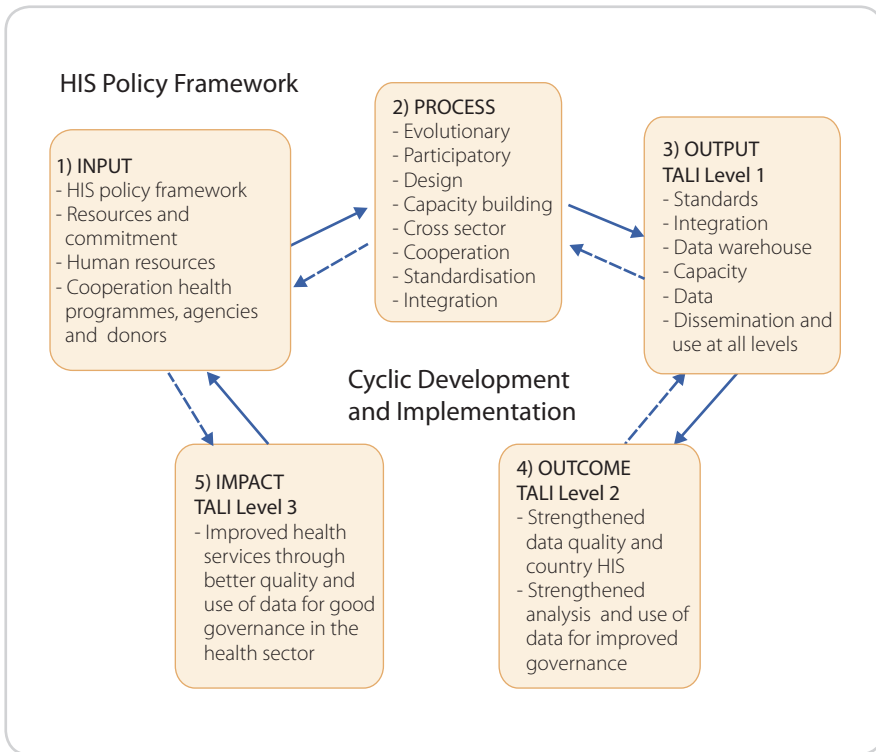 HIS Policy Framework
1) INPUT
- HIS policy framework
- Resources and
commitment
- Human resources
- Cooperation health
programmes, agencies
and donors
2) PROCESS
- Evolutionary
- Participatory
- Design
- Capacity building
- Cross sector
- Cooperation
- Standardisation
- Integration
3) OUTPUT
TALI Level 1
- Standards
- Integration
- Data warehouse
- Capacity
- Data
- Dissemination and
use at all levels
Cyclic Development
and Implementation
4) OUTCOME
TALI Level 2
- Strengthened
data quality and
country HIS
- Strengthened
analysis and use of
data for improved
governance
5) IMPACT
TALI Level 3
- Improved health
services through
better quality and
use of data for good
governance in the
health sector